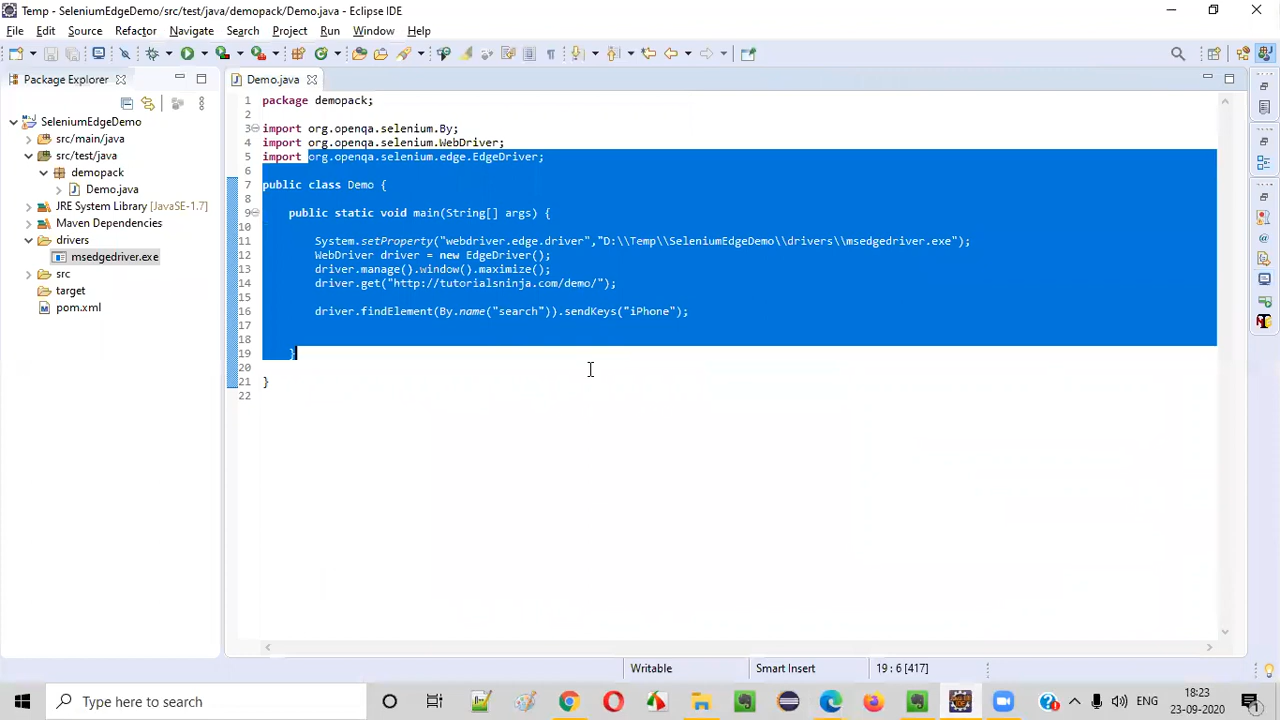 Temp - SeleniumEdgeDemo/src/test/java/demopack/Demo.java - Eclipse IDE
File Edit Source Refactor Navigate Search Project Run Window Help
Package Explorer
Demo.java
SeleniumEdgeDemo
src/main/java
src/test/java
demopack
Demo.java
JRE System Library [JavaSE-1.7]
Maven Dependencies
drivers
msedgedriver.exe
src
target
pom.xml
1 package demopack;
2
3 import org.openqa.selenium.By;
4 import org.openqa.selenium.WebDriver;
5 import org.openqa.selenium.edge.EdgeDriver;
6
7 public class Demo {
8
9 public static void main(String[] args) {
10
11 System.setProperty("webdriver.edge.driver","D:\\Temp\\SeleniumEdgeDemo\\drivers\\msedgedriver.exe");
12 WebDriver driver = new EdgeDriver();
13 driver.manage().window().maximize();
14 driver.get("http://tutorialsninja.com/demo/");
15
16 driver.findElement(By.name("search")).sendKeys("iPhone");
17
18
19 }
20
21 }
22
Writable Smart Insert 19 : 6 [417]
Type here to search
ENG
18:23
23-09-2020